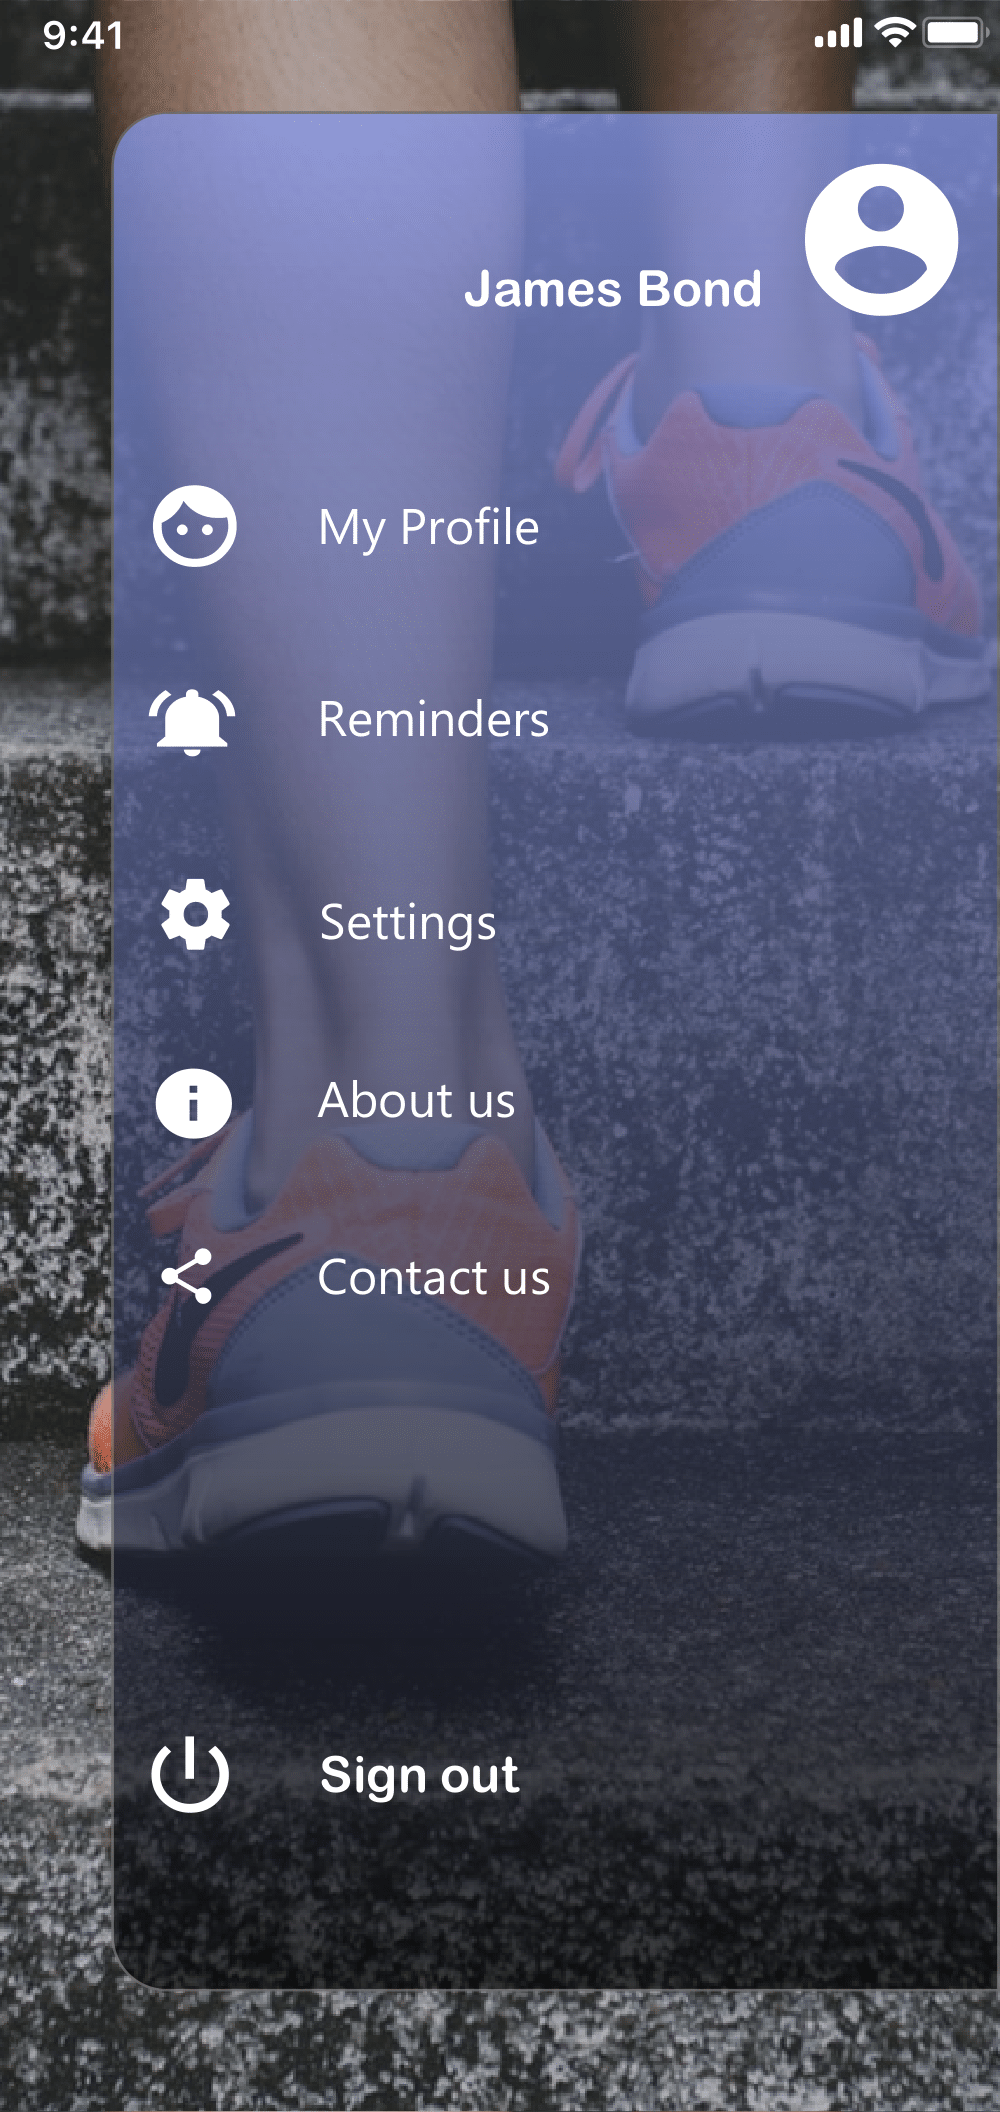 9:41
James Bond
My Profile
Reminders
Settings
About us
Contact us
Sign out